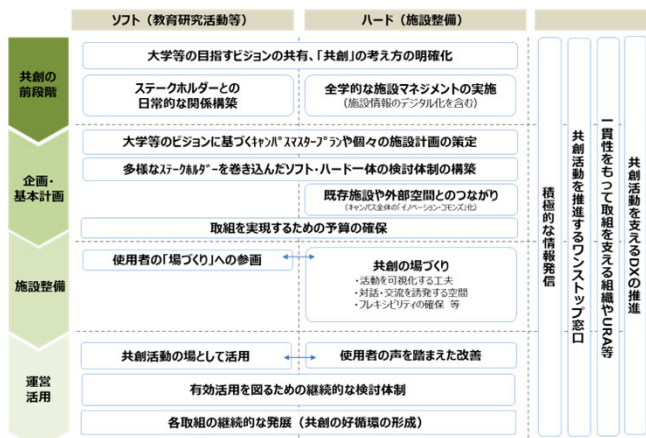 ソフト（教育研究活動等）
ハード（施設整備）
共創の
前段階
大学等の目指すビジョンの共有、「共創」の考え方の明確化
ステークホルダーとの
日常的な関係構築
全学的な施設マネジメントの実施
（施設情報のデジタル化を含む）
企画・
基本計画
大学等のビジョンに基づくｷｬﾝﾊﾟｽﾏｽﾀｰﾌﾟﾗﾝや個々の施設計画の策定
多様なｽﾃｰｸﾎﾙﾀﾞｰを巻き込んだソフト・ハード一体の検討体制の構築
既存施設や外部空間とのつながり
（キャンパス全体の「イノベーション・コモンズ」化）
取組を実現するための予算の確保
施設整備
使用者の「場づくり」への参画
共創の場づくり
・活動を可視化する工夫
・対話・交流を誘発する空間
・フレキシビリティの確保 等
運営
活用
共創活動の場として活用
使用者の声を踏まえた改善
有効活用を図るための継続的な検討体制
各取組の継続的な発展（共創の好循環の形成）
積極的な情報発信
共創活動を推進するワンストップ窓口
一貫性をもって取組を支える組織やURA等
共創活動を支えるDXの推進